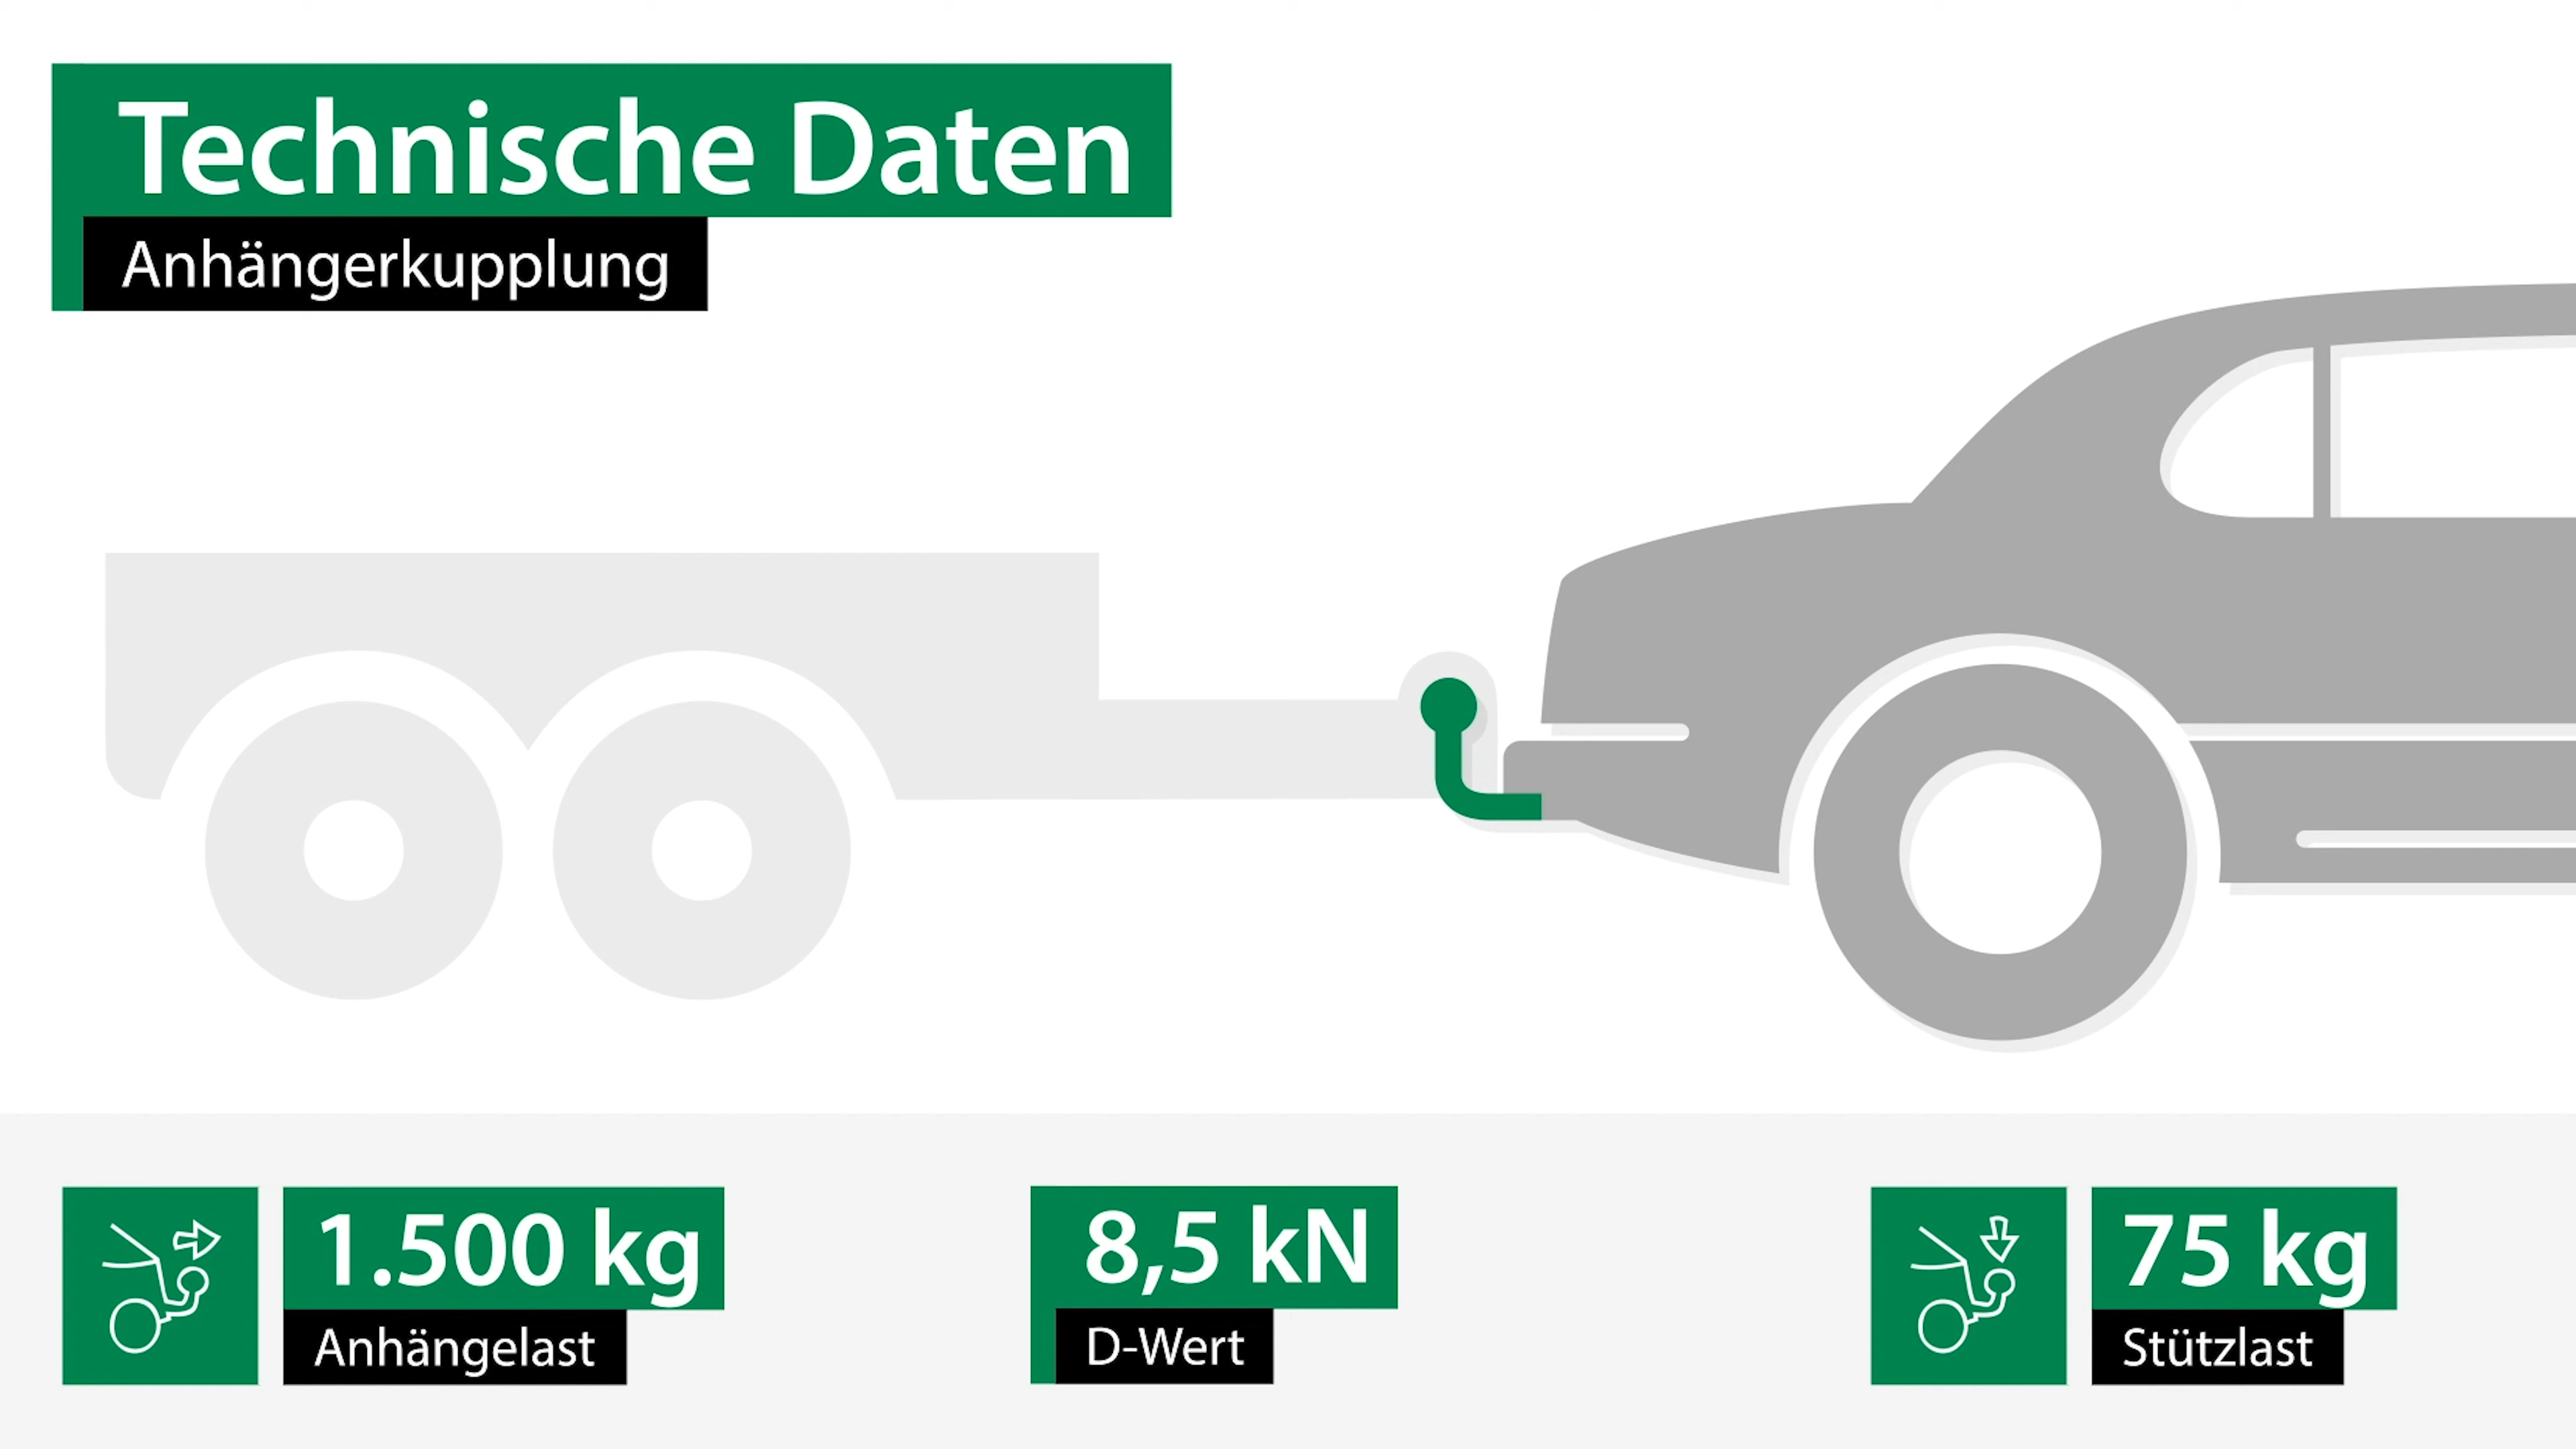 Technische Daten
Anhängerkupplung
1.500 kg
Anhängelast
8,5 kN
D-Wert
75 kg
Stützlast